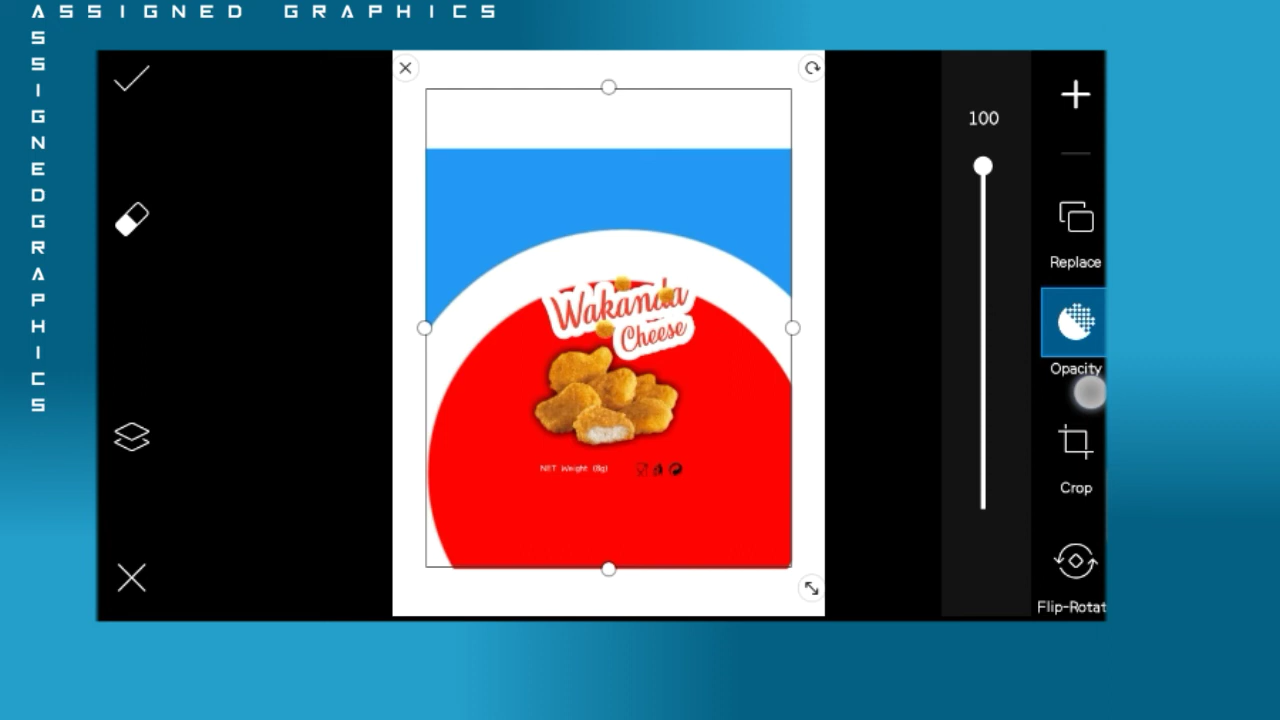 ASSIGNED GRAPHICS
ASSIGNEDGRAPHICS
100
Replace
Opacity
Crop
Flip-Rotat
Wakanda
Cheese
NET Weight (8g)